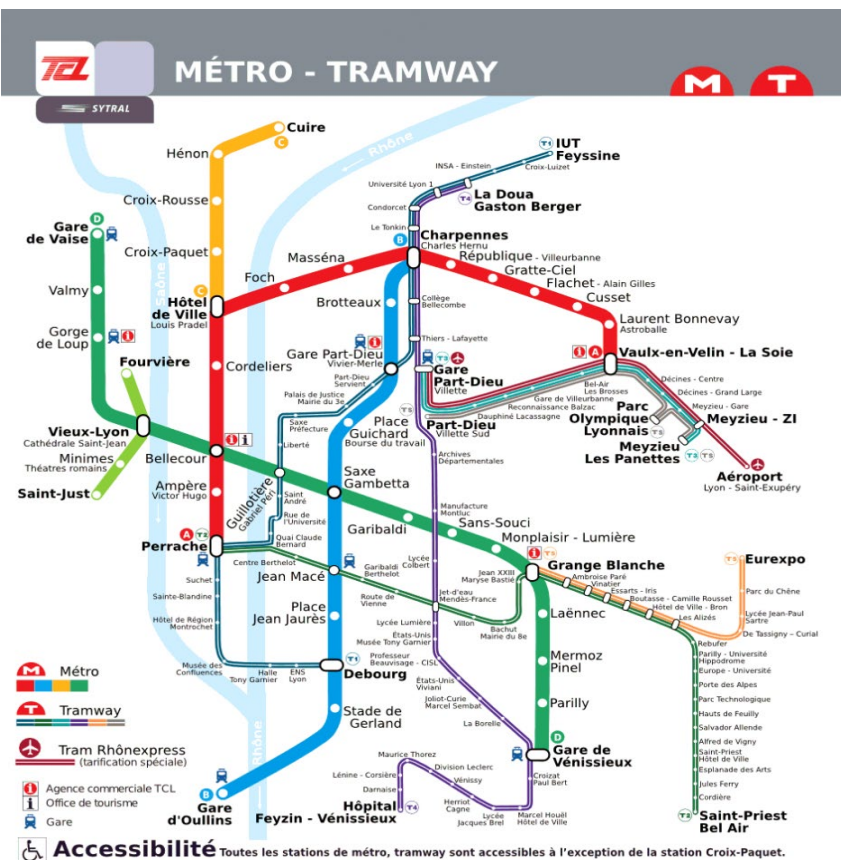 TCL
SYTRAL
MÉTRO - TRAMWAY
M T
Cuire
C
Hénon
Rhône
T1 IUT
Feyssine
INSA - Einstein
Croix-Luizet
Université Lyon 1
T4 La Doua
Gaston Berger
Croix-Rousse
Condorcet
Le Tonkin
D
Gare
de Vaise
B Charpennes
Charles Hernu
Croix-Paquet
Masséna
République - Villeurbanne
Foch
Gratte-Ciel
Saône
Flachet - Alain Gilles
Valmy
C
Hôtel
de Ville
Louis Pradel
Brotteaux
Collège
Bellecombe
Cusset
Laurent Bonnevay
Astroballe
Gorge
de Loup
Thiers - Lafayette
Gare Part-Dieu
Vivier-Merle
A Vaulx-en-Velin - La Soie
Fourvière
Cordeliers
T3
Gare
Part-Dieu
Villette
Part-Dieu
Servient
Bel-Air
Les Brosses
Décines - Centre
Gare de Villeurbanne
Décines - Grand Large
Palais de Justice
Mairie du 3e
Reconnaissance Balzac
Meyzieu - Gare
Dauphiné Lacassagne
Parc
Olympique
Lyonnais
Meyzieu - ZI
Saxe
Préfecture
Place
Guichard
Bourse du travail
Part-Dieu
Villette Sud
Vieux-Lyon
Cathédrale Saint-Jean
Meyzieu
Les Panettes
T3
Liberté
Minimes
Théatres romains
Bellecour
Archives
Départementales
Aéroport
Lyon - Saint-Exupéry
Saint-Just
Ampère
Victor Hugo
Guillotière
Gabriel Péri
Saxe
Gambetta
Saint
André
Manufacture
Montluc
Rue de
l'Université
Garibaldi
Sans-Souci
A T2
Perrache
Quai Claude
Bernard
Monplaisir - Lumière
Centre Berthelot
Lycée
Colbert
Grange Blanche
Eurexpo
Suchet
Jean Macé
Garibaldi
Berthelot
Jean XXIII
Maryse Bastié
Ambroise Paré
Vinatier
Essarts - Iris
Parc du Chêne
Sainte-Blandine
Route de
Vienne
Jet-d'eau
Mendès-France
Boutasse - Camille Rousset
Hôtel de Ville - Bron
Les Alizés
Lycée Jean-Paul
Sartre
Place
Jean Jaurès
Laënnec
Hôtel de Région
Montrochet
Lycée Lumière
Villon
Bachut
Mairie du 8e
De Tassigny - Curial
États-Unis
Musée Tony Garnier
Rebufer
Parilly - Université
Hippodrome
Europe - Université
Musée des
Confluences
Halle
Tony Garnier
ENS
Lyon
T1
Debourg
Professeur
Beauvisage - CISL
Mermoz
Pinel
M Métro
États-Unis
Viviani
Porte des Alpes
Joliot-Curie
Marcel Sembat
Parilly
Parc Technologique
T Tramway
Stade de
Gerland
Hauts de Feuilly
La Borelle
Salvador Allende
Rhône
D
Gare de
Vénissieux
Alfred de Vigny
Tram Rhônexpress
(tarification spéciale)
Maurice Thorez
Saint-Priest
Hôtel de Ville
Division Leclerc
Lénine - Corsière
Vénissy
Croizat
Paul Bert
Esplanade des Arts
Agence commerciale TCL
Darnaise
Jules Ferry
Office de tourisme
B
Gare
d'Oullins
Hôpital
Feyzin - Vénissieux
T4
Herriot
Cagne
Cordière
Gare
Lycée
Jacques Brel
Marcel Houël
Hôtel de Ville
T2 Saint-Priest
Bel Air
Accessibilité Toutes les stations de métro, tramway sont accessibles à l'exception de la station Croix-Paquet.